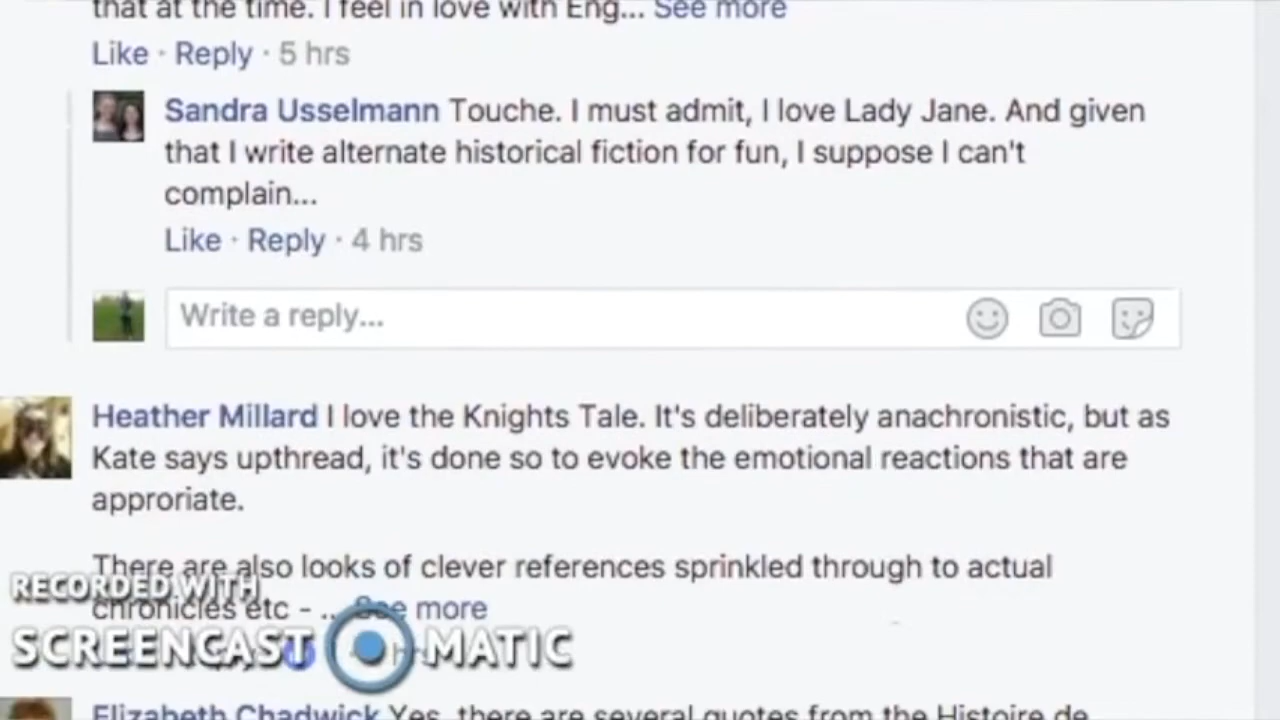 that at the time. I feel in love with Eng... See more
Like · Reply · 5 hrs
Sandra Usselmann Touche. I must admit, I love Lady Jane. And given
that I write alternate historical fiction for fun, I suppose I can't
complain...
Like · Reply · 4 hrs
Write a reply...
Heather Millard I love the Knights Tale. It's deliberately anachronistic, but as
Kate says upthread, it's done so to evoke the emotional reactions that are
approriate.
There are also looks of clever references sprinkled through to actual
chronicles etc - ... See more
RECORDED WITH
SCREENCAST MATIC
Elizabeth Chadwick Yes, there are several quotes from the Histoire de